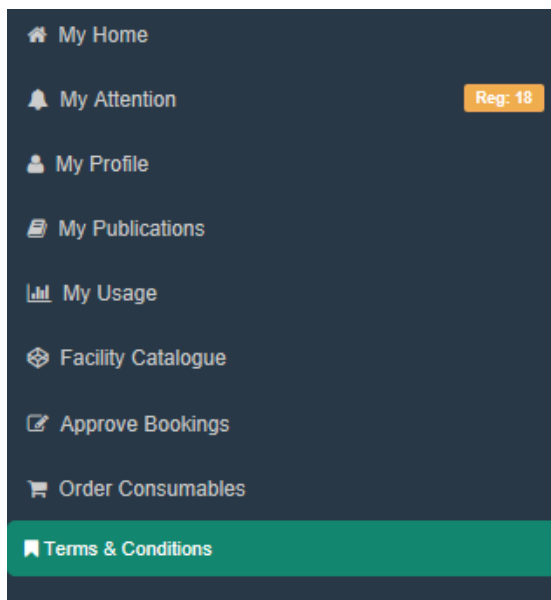 My Home
My Attention Reg: 18
My Profile
My Publications
My Usage
Facility Catalogue
Approve Bookings
Order Consumables
Terms & Conditions